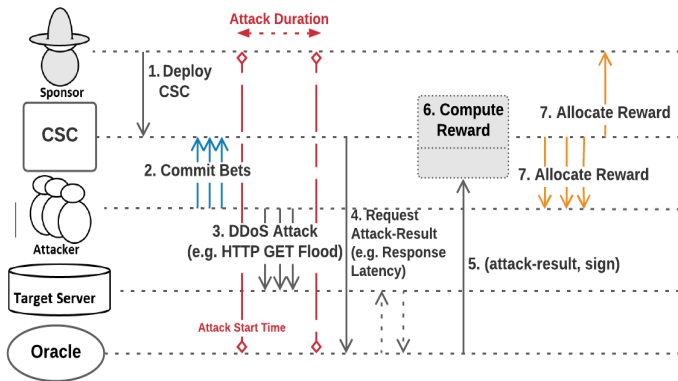 Attack Duration
Sponsor
1. Deploy
CSC
6. Compute
Reward
7. Allocate Reward
CSC
2. Commit Bets
7. Allocate Reward
Attacker
3. DDoS Attack
(e.g. HTTP GET Flood)
4. Request
Attack-Result
(e.g. Response
Latency)
5. (attack-result, sign)
Target Server
Attack Start Time
Oracle